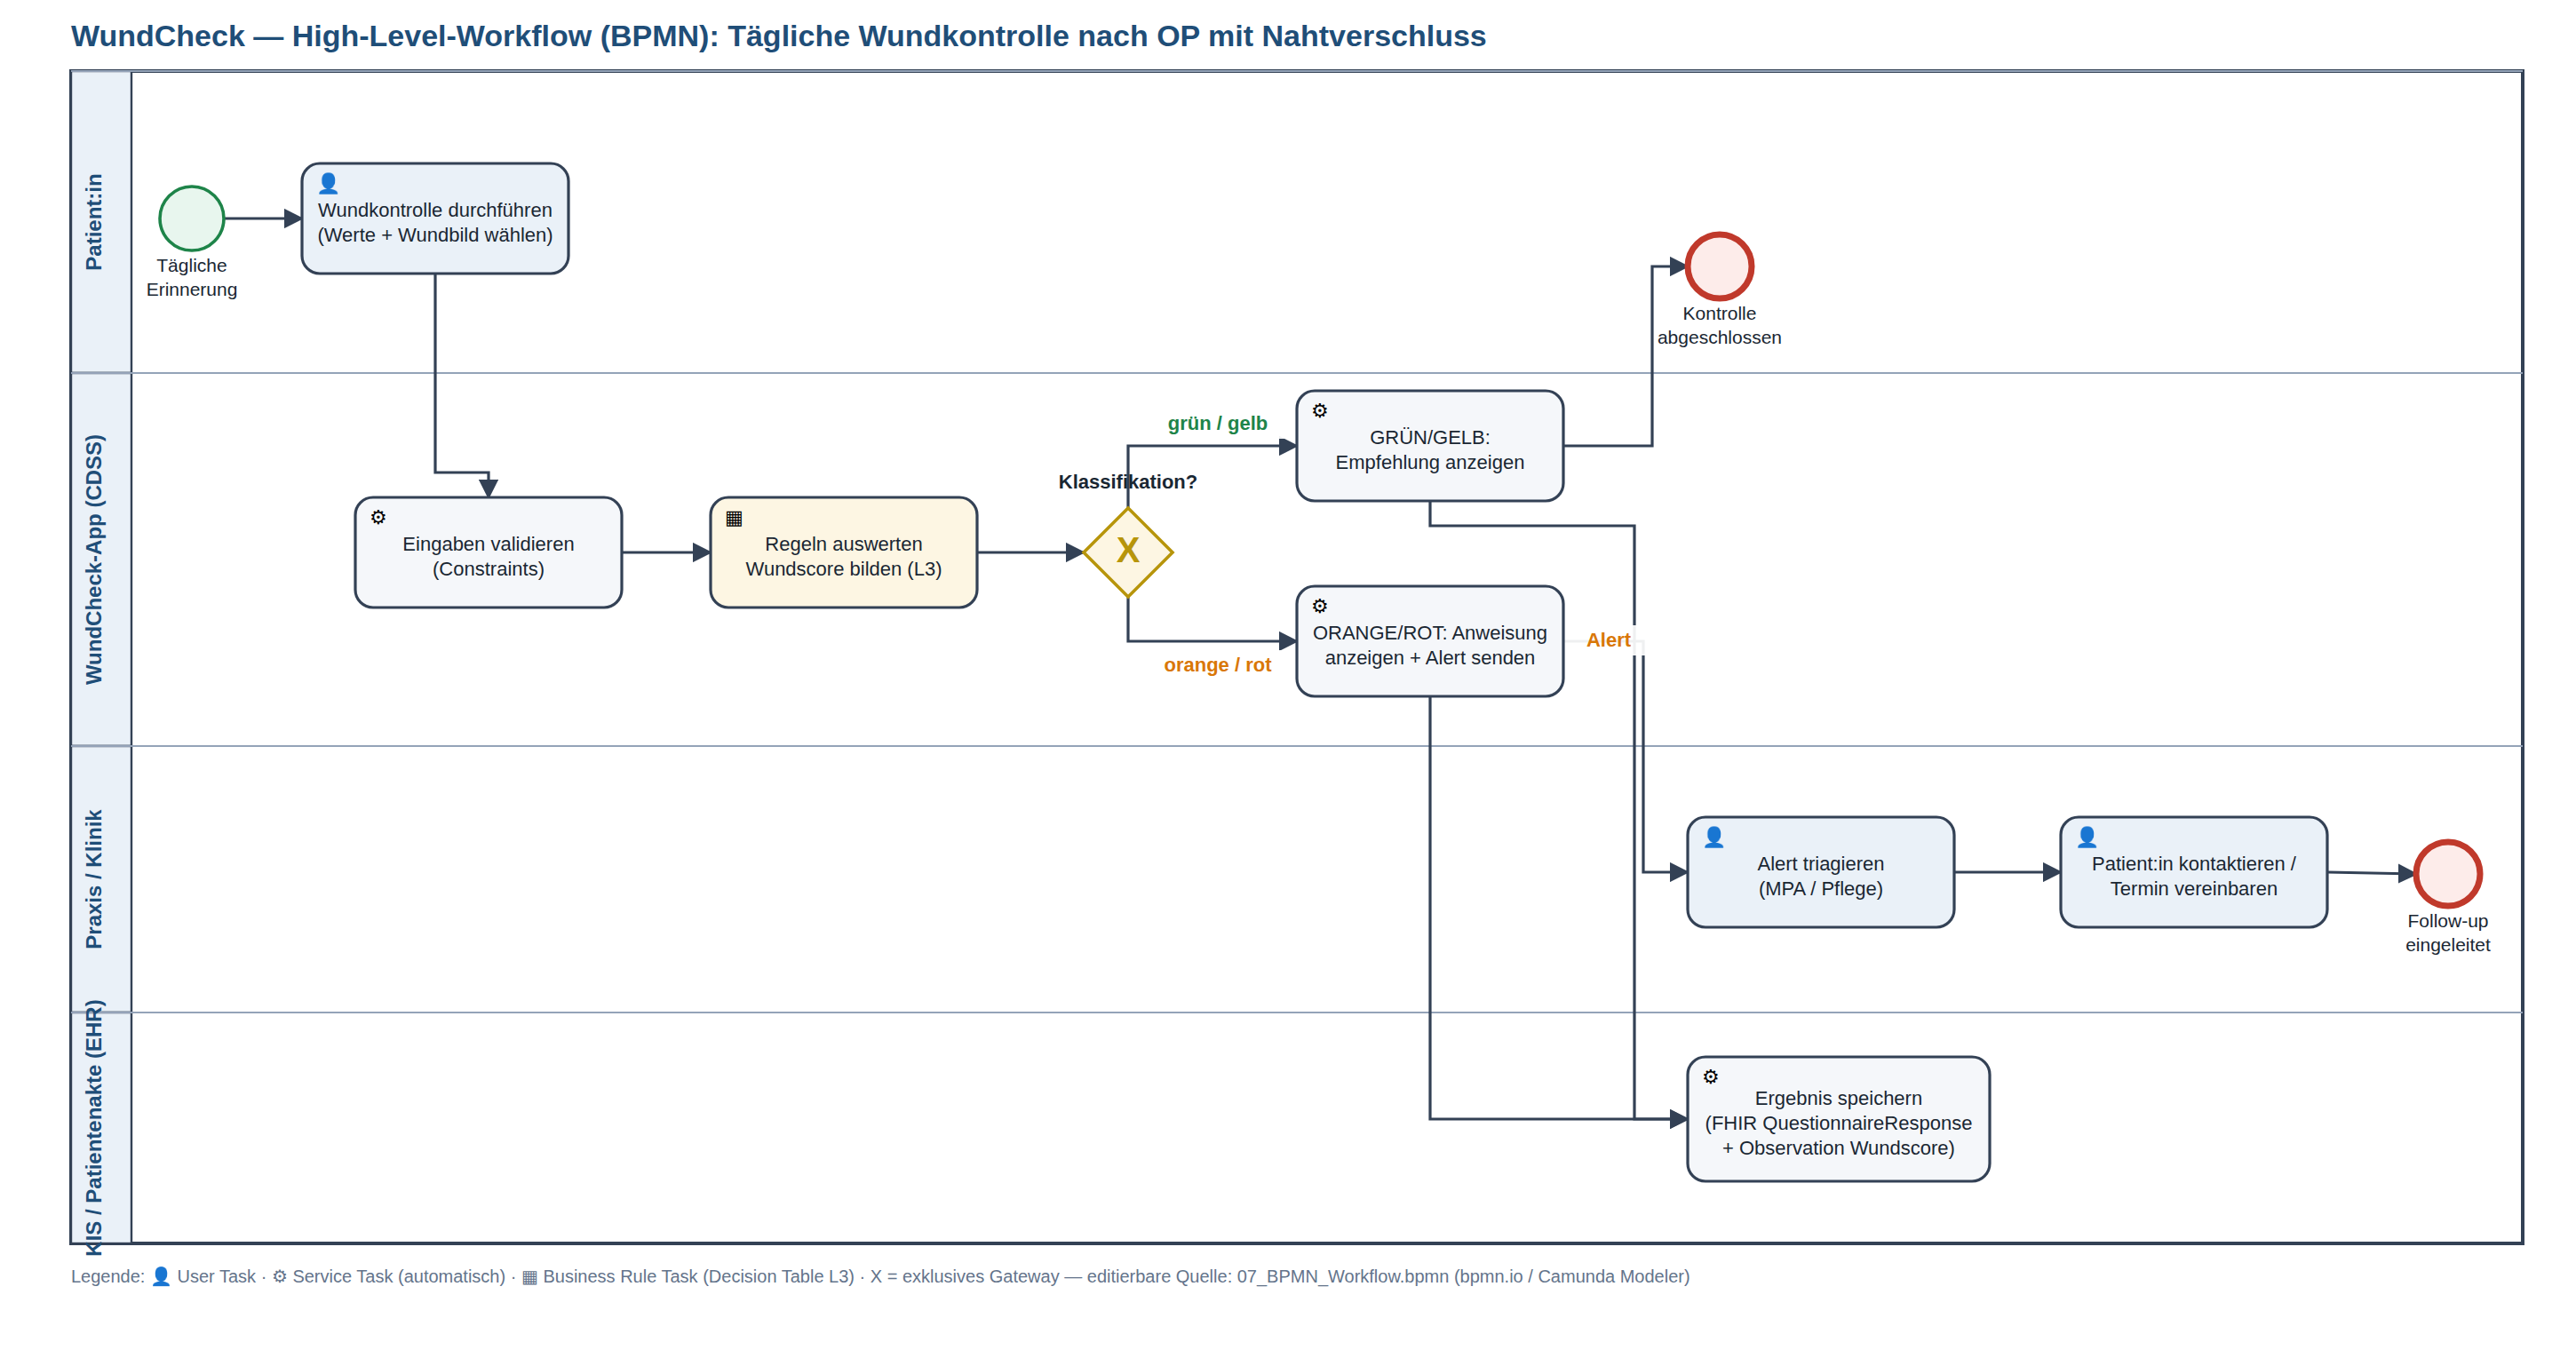 WundCheck — High-Level-Workflow (BPMN): Tägliche Wundkontrolle nach OP mit Nahtverschluss
Patient:in
Tägliche
Erinnerung
Wundkontrolle durchführen
(Werte + Wundbild wählen)
Kontrolle
abgeschlossen
WundCheck-App (CDSS)
Eingaben validieren
(Constraints)
Regeln auswerten
Wundscore bilden (L3)
Klassifikation?
X
grün / gelb
GRÜN/GELB:
Empfehlung anzeigen
orange / rot
ORANGE/ROT: Anweisung
anzeigen + Alert senden
Alert
Praxis / Klinik
Alert triagieren
(MPA / Pflege)
Patient:in kontaktieren /
Termin vereinbaren
Follow-up
eingeleitet
KIS / Patientenakte (EHR)
Ergebnis speichern
(FHIR QuestionnaireResponse
+ Observation Wundscore)
Legende: 👤 User Task · ⚙ Service Task (automatisch) · ▦ Business Rule Task (Decision Table L3) · X = exklusives Gateway — editierbare Quelle: 07_BPMN_Workflow.bpmn (bpmn.io / Camunda Modeler)